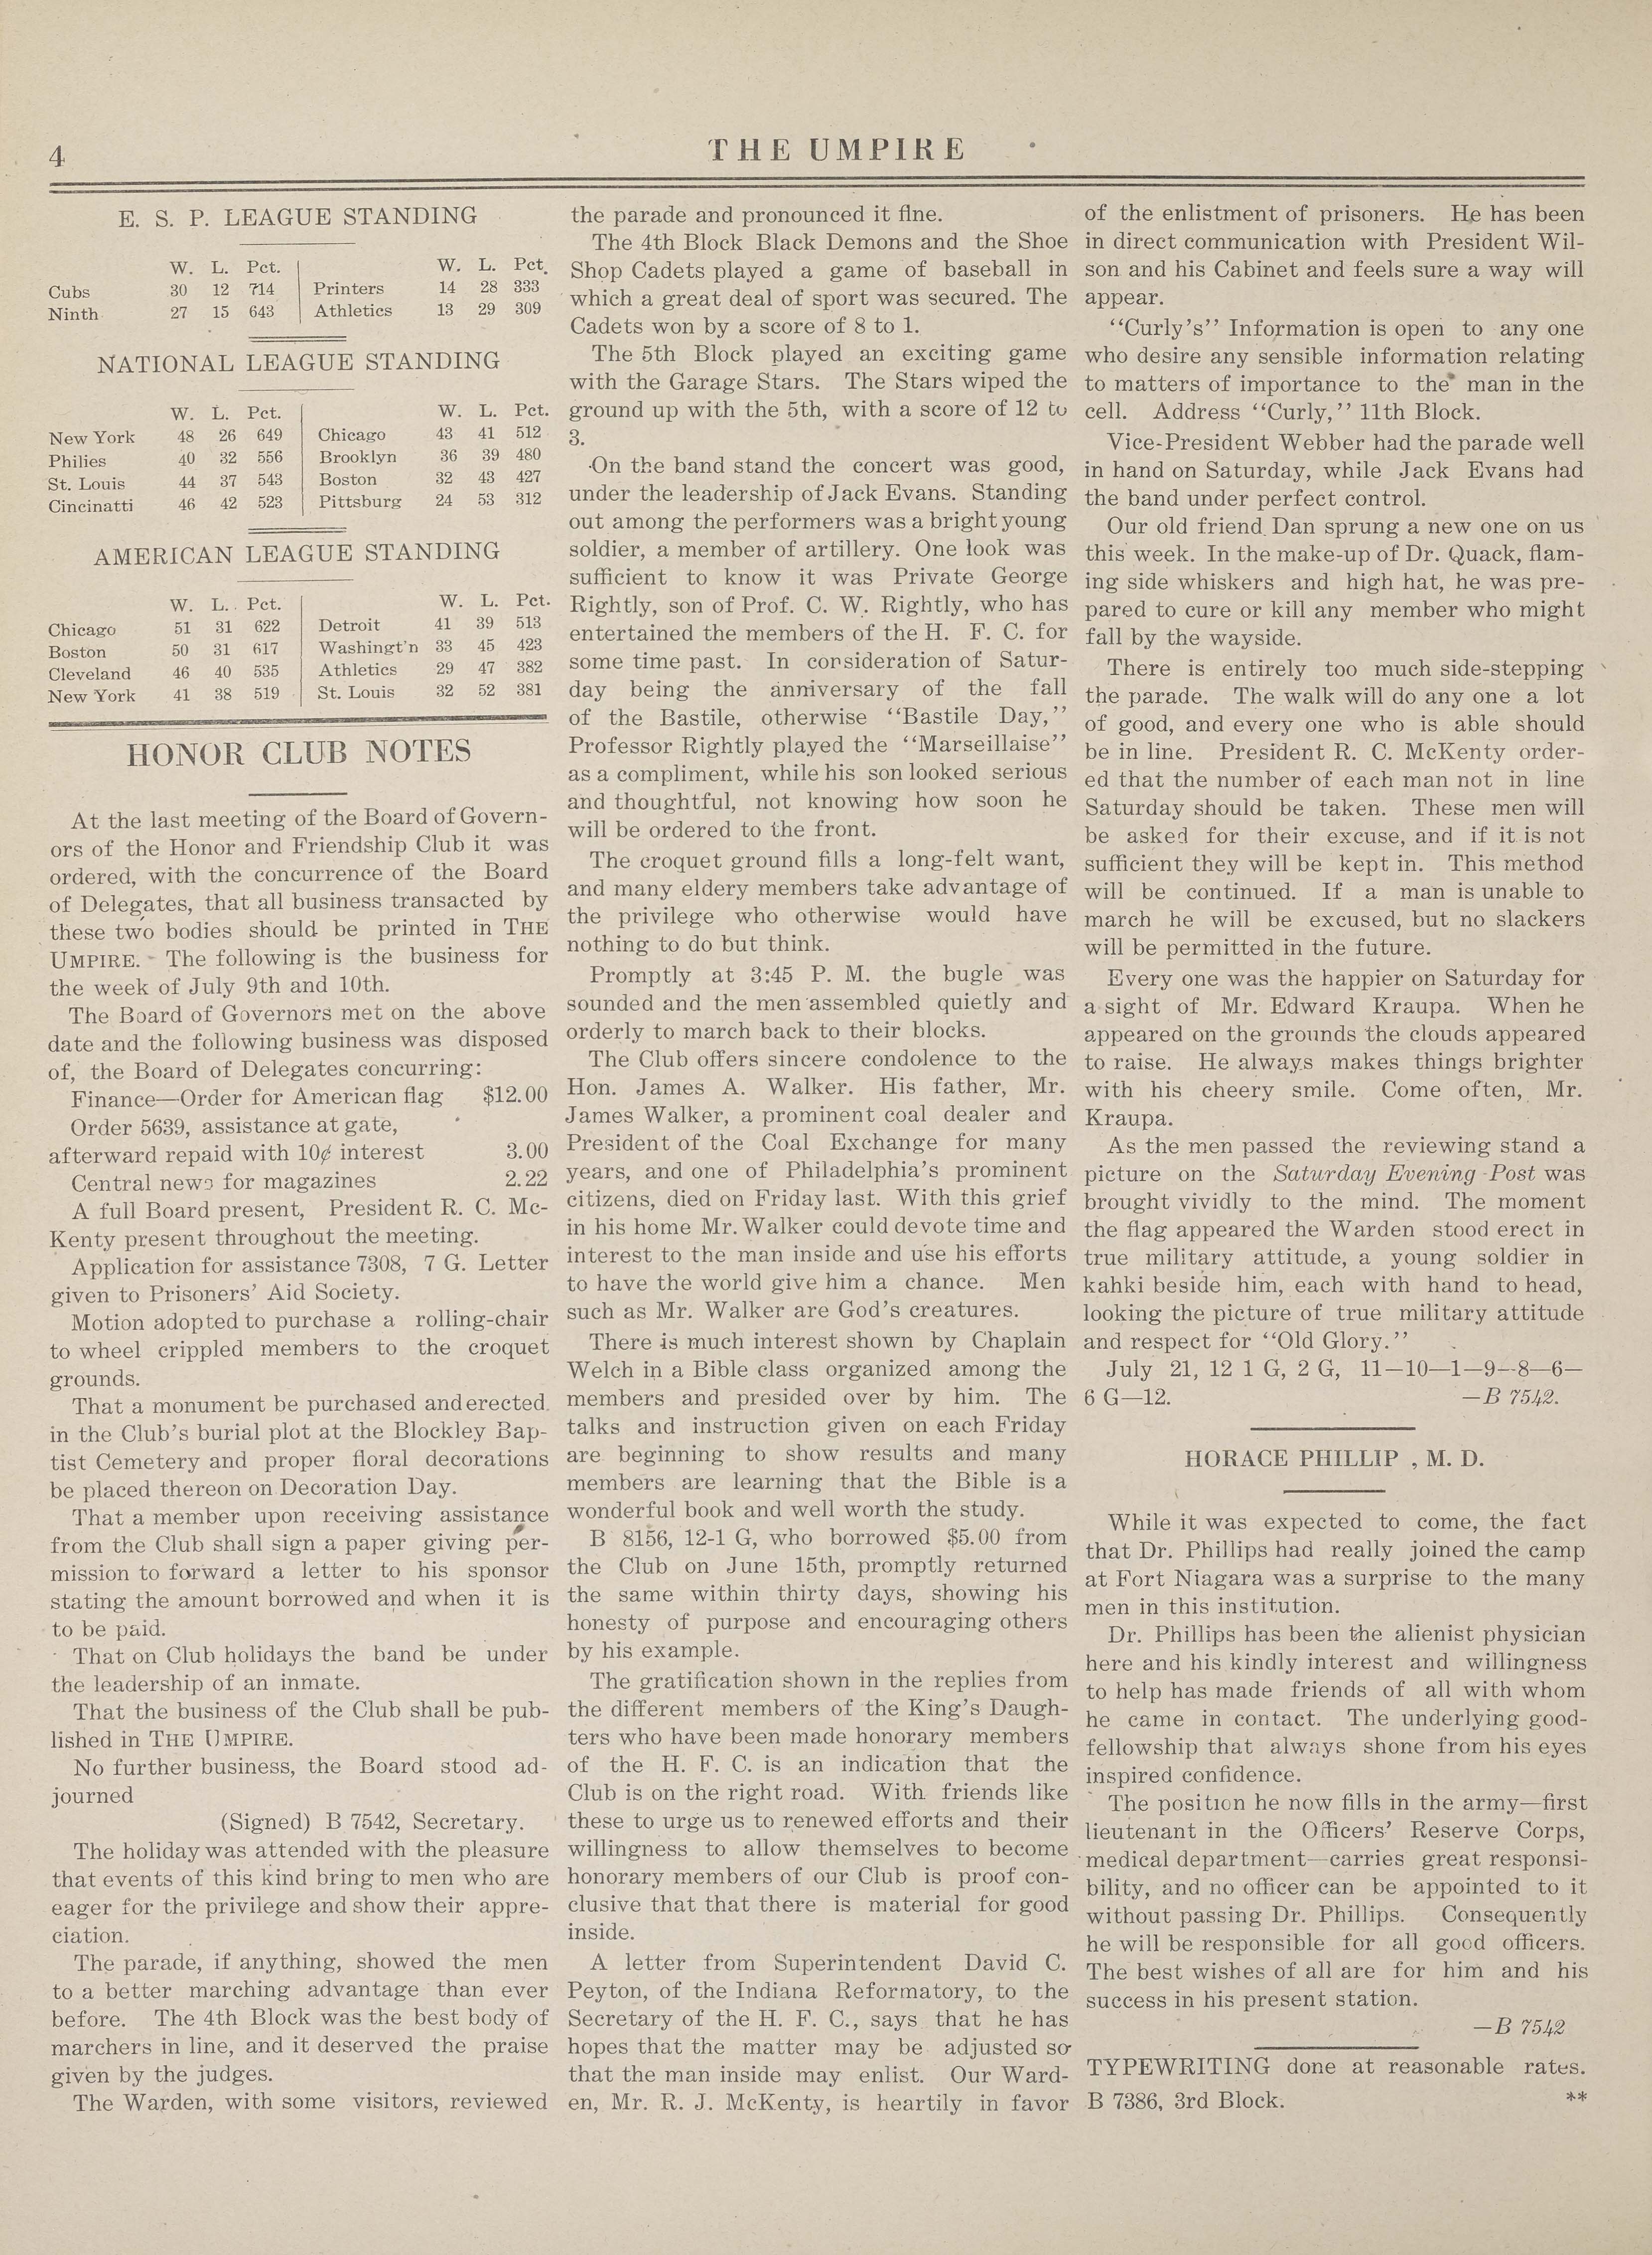 4
THE UMPIRE
E. S. P. LEAGUE STANDING
W. L. Pct. W. L. Pct.
Cubs 30 12 714 Printers 14 28 333
Ninth 27 15 643 Athletics 13 29 309
NATIONAL LEAGUE STANDING
W. L. Pct. W. L. Pct.
New York 48 26 649 Chicago 43 41 512
Philies 40 32 556 Brooklyn 36 39 480
St. Louis 44 37 543 Boston 32 43 427
Cincinatti 46 42 523 Pittsburg 24 53 312
AMERICAN LEAGUE STANDING
W. L. Pct. W. L. Pct.
Chicago 51 31 622 Detroit 41 39 513
Boston 50 31 617 Washingt'n 33 45 423
Cleveland 46 40 535 Athletics 29 47 382
New York 41 38 519 St. Louis 32 52 381
HONOR CLUB NOTES
At the last meeting of the Board of Govern-
ors of the Honor and Friendship Club it was
ordered, with the concurrence of the Board
of Delegates, that all business transacted by
these two bodies should be printed in THE
UMPIRE. The following is the business for
the week of July 9th and 10th.
The Board of Governors met on the above
date and the following business was disposed
of, the Board of Delegates concurring:
Finance—Order for American flag $12.00
Order 5639, assistance at gate,
afterward repaid with 10¢ interest 3.00
Central news for magazines 2.22
A full Board present, President R. C. Mc-
Kenty present throughout the meeting.
Application for assistance 7308, 7 G. Letter
given to Prisoners' Aid Society.
Motion adopted to purchase a rolling-chair
to wheel crippled members to the croquet
grounds.
That a monument be purchased and erected
in the Club's burial plot at the Blockley Bap-
tist Cemetery and proper floral decorations
be placed thereon on Decoration Day.
That a member upon receiving assistance
from the Club shall sign a paper giving per-
mission to forward a letter to his sponsor
stating the amount borrowed and when it is
to be paid.
That on Club holidays the band be under
the leadership of an inmate.
That the business of the Club shall be pub-
lished in THE UMPIRE.
No further business, the Board stood ad-
journed
(Signed) B 7542, Secretary.
The holiday was attended with the pleasure
that events of this kind bring to men who are
eager for the privilege and show their appre-
ciation.
The parade, if anything, showed the men
to a better marching advantage than ever
before. The 4th Block was the best body of
marchers in line, and it deserved the praise
given by the judges.
The Warden, with some visitors, reviewed
the parade and pronounced it fine.
The 4th Block Black Demons and the Shoe
Shop Cadets played a game of baseball in
which a great deal of sport was secured. The
Cadets won by a score of 8 to 1.
The 5th Block played an exciting game
with the Garage Stars. The Stars wiped the
ground up with the 5th, with a score of 12 to
3.
On the band stand the concert was good,
under the leadership of Jack Evans. Standing
out among the performers was a bright young
soldier, a member of artillery. One look was
sufficient to know it was Private George
Rightly, son of Prof. C. W. Rightly, who has
entertained the members of the H. F. C. for
some time past. In consideration of Satur-
day being the anniversary of the fall
of the Bastile, otherwise "Bastile Day,"
Professor Rightly played the "Marseillaise"
as a compliment, while his son looked serious
and thoughtful, not knowing how soon he
will be ordered to the front.
The croquet ground fills a long-felt want,
and many eldery members take advantage of
the privilege who otherwise would have
nothing to do but think.
Promptly at 3:45 P. M. the bugle was
sounded and the men assembled quietly and
orderly to march back to their blocks.
The Club offers sincere condolence to the
Hon. James A. Walker. His father, Mr.
James Walker, a prominent coal dealer and
President of the Coal Exchange for many
years, and one of Philadelphia's prominent
citizens, died on Friday last. With this grief
in his home Mr. Walker could devote time and
interest to the man inside and use his efforts
to have the world give him a chance. Men
such as Mr. Walker are God's creatures.
There is much interest shown by Chaplain
Welch in a Bible class organized among the
members and presided over by him. The
talks and instruction given on each Friday
are beginning to show results and many
members are learning that the Bible is a
wonderful book and well worth the study.
B 8156, 12-1 G, who borrowed $5.00 from
the Club on June 15th, promptly returned
the same within thirty days, showing his
honesty of purpose and encouraging others
by his example.
The gratification shown in the replies from
the different members of the King's Daugh-
ters who have been made honorary members
of the H. F. C. is an indication that the
Club is on the right road. With friends like
these to urge us to renewed efforts and their
willingness to allow themselves to become
honorary members of our Club is proof con-
clusive that that there is material for good
inside.
A letter from Superintendent David C.
Peyton, of the Indiana Reformatory, to the
Secretary of the H. F. C., says that he has
hopes that the matter may be adjusted so
that the man inside may enlist. Our Ward-
en, Mr. R. J. McKenty, is heartily in favor
of the enlistment of prisoners. He has been
in direct communication with President Wil-
son and his Cabinet and feels sure a way will
appear.
"Curly's" Information is open to any one
who desire any sensible information relating
to matters of importance to the man in the
cell. Address "Curly," 11th Block.
Vice-President Webber had the parade well
in hand on Saturday, while Jack Evans had
the band under perfect control.
Our old friend Dan sprung a new one on us
this week. In the make-up of Dr. Quack, flam-
ing side whiskers and high hat, he was pre-
pared to cure or kill any member who might
fall by the wayside.
There is entirely too much side-stepping
the parade. The walk will do any one a lot
of good, and every one who is able should
be in line. President R. C. McKenty order-
ed that the number of each man not in line
Saturday should be taken. These men will
be asked for their excuse, and if it is not
sufficient they will be kept in. This method
will be continued. If a man is unable to
march he will be excused, but no slackers
will be permitted in the future.
Every one was the happier on Saturday for
a sight of Mr. Edward Kraupa. When he
appeared on the grounds the clouds appeared
to raise. He always makes things brighter
with his cheery smile. Come often, Mr.
Kraupa.
As the men passed the reviewing stand a
picture on the Saturday Evening Post was
brought vividly to the mind. The moment
the flag appeared the Warden stood erect in
true military attitude, a young soldier in
kahki beside him, each with hand to head,
looking the picture of true military attitude
and respect for "Old Glory."
July 21, 12 1 G, 2 G, 11—10—1—9—8—6—
6 G—12. —B 7542.
HORACE PHILLIP , M. D.
While it was expected to come, the fact
that Dr. Phillips had really joined the camp
at Fort Niagara was a surprise to the many
men in this institution.
Dr. Phillips has been the alienist physician
here and his kindly interest and willingness
to help has made friends of all with whom
he came in contact. The underlying good-
fellowship that always shone from his eyes
inspired confidence.
The position he now fills in the army—first
lieutenant in the Officers' Reserve Corps,
medical department—carries great responsi-
bility, and no officer can be appointed to it
without passing Dr. Phillips. Consequently
he will be responsible for all good officers.
The best wishes of all are for him and his
success in his present station.
—B 7542
TYPEWRITING done at reasonable rates.
B 7386, 3rd Block. **